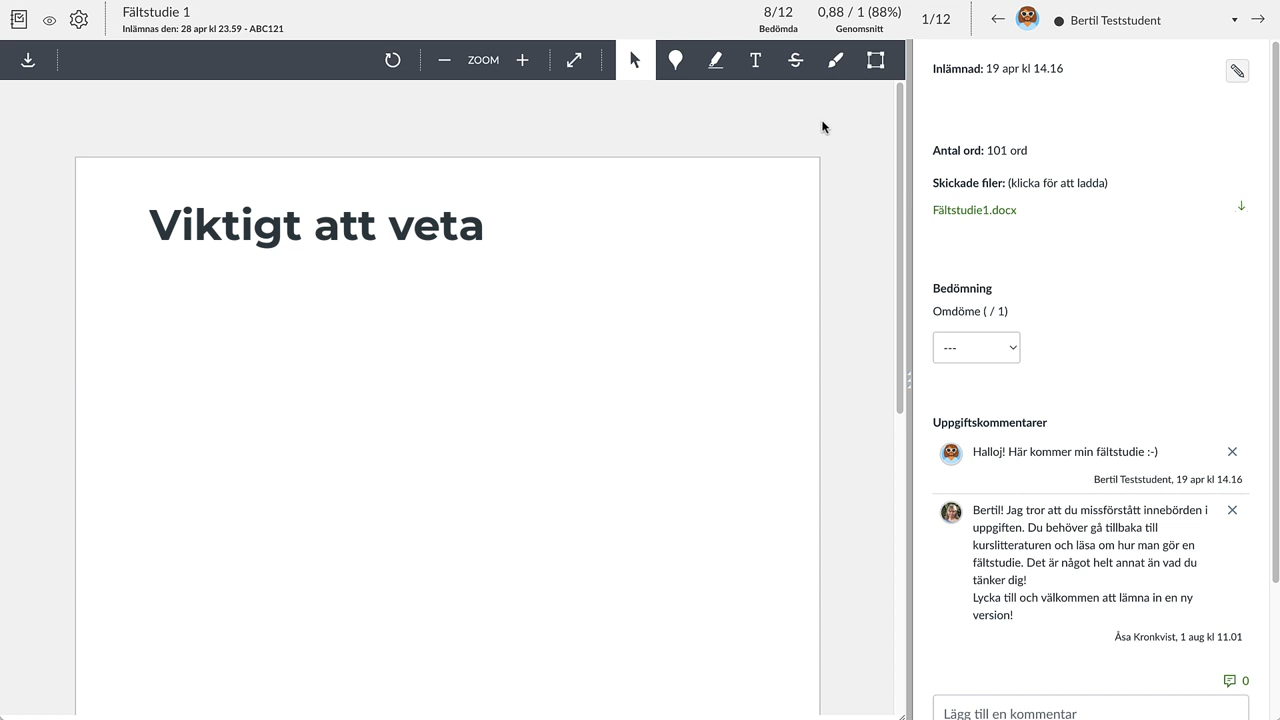 Fältstudie 1
Inlämnas den: 28 apr kl 23.59 - ABC121
8/12
Bedömda
0,88 / 1 (88%)
Genomsnitt
1/12
Bertil Teststudent
ZOOM
T
S
Viktigt att veta
Inlämnad: 19 apr kl 14.16
Antal ord: 101 ord
Skickade filer: (klicka för att ladda)
Fältstudie1.docx
Bedömning
Omdöme ( / 1)
---
Uppgiftskommentarer
Halloj! Här kommer min fältstudie :-)
Bertil Teststudent, 19 apr kl 14.16
Bertil! Jag tror att du missförstått innebörden i
uppgiften. Du behöver gå tillbaka till
kurslitteraturen och läsa om hur man gör en
fältstudie. Det är något helt annat än vad du
tänker dig!
Lycka till och välkommen att lämna in en ny
version!
Åsa Kronkvist, 1 aug kl 11.01
0
Lägg till en kommentar